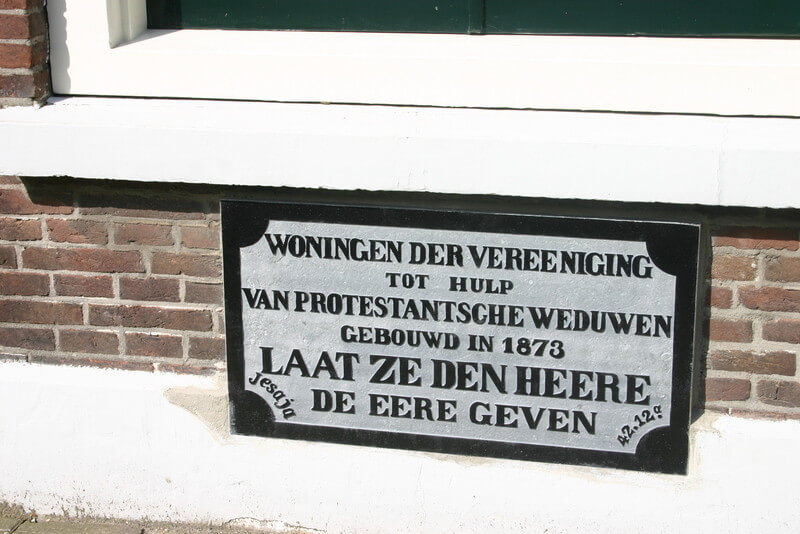 WONINGEN DER VEREENIGING
TOT HULP
VAN PROTESTANTSCHE WEDUWEN
GEBOUWD IN 1873
LAAT ZE DEN HEERE
DE EERE GEVEN
Jesaja
42.12a